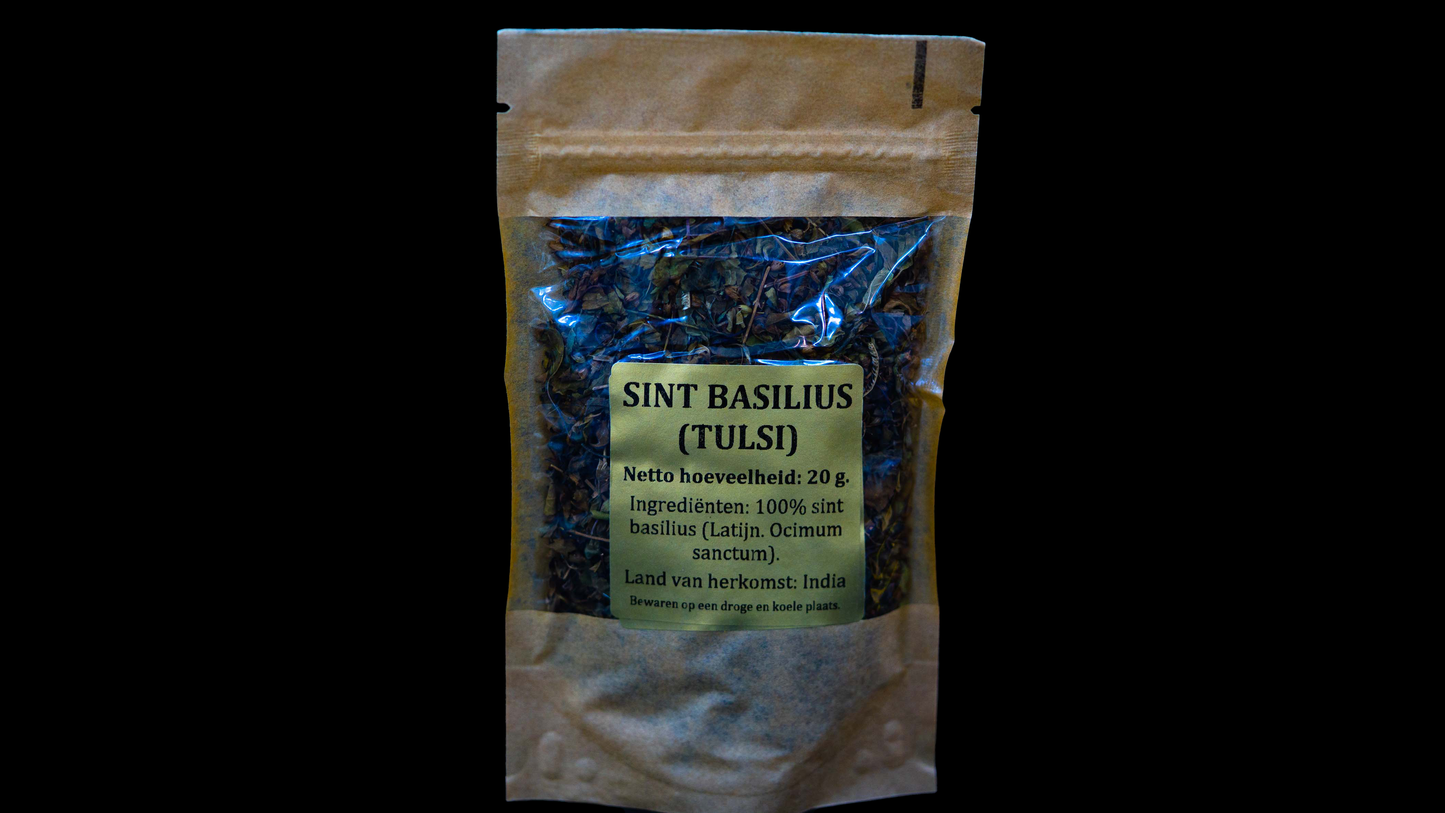 SINT BASILIUS
(TULSI)
Netto hoeveelheid: 20 g.
Ingrediënten: 100% sint
basilius (Latijn. Ocimum
sanctum).
Land van herkomst: India
Bewaren op een droge en koele plaats.